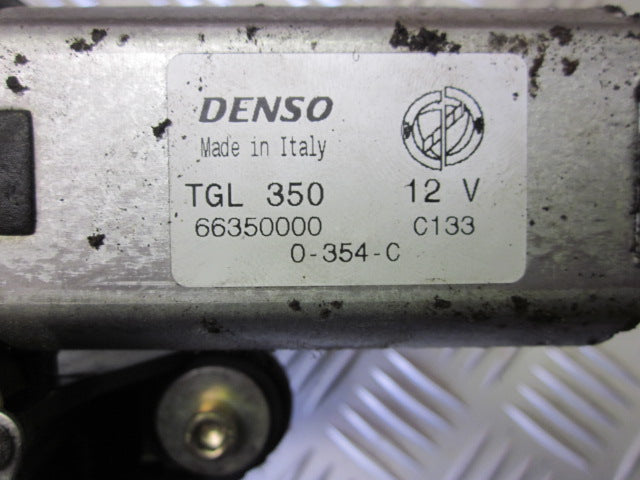 DENSO
Made in Italy
TGL 350 12 V
66350000 C133
0-354-C